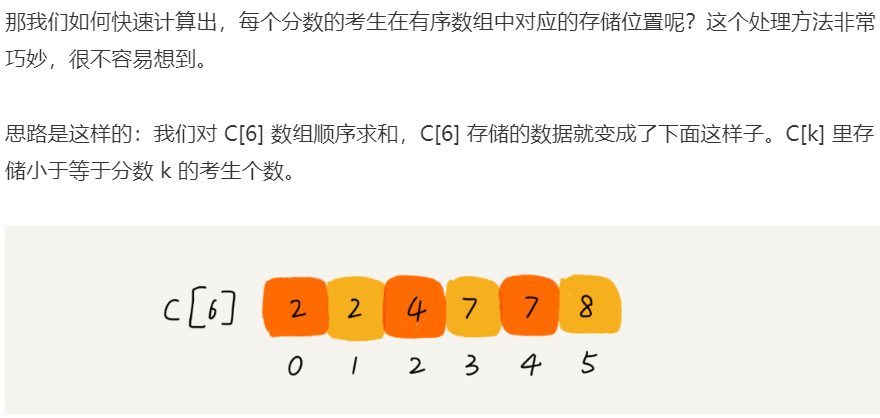 那我们如何快速计算出，每个分数的考生在有序数组中对应的存储位置呢？这个处理方法非常
巧妙，很不容易想到。
思路是这样的：我们对 C[6] 数组顺序求和，C[6] 存储的数据就变成了下面这样子。C[k] 里存
储小于等于分数 k 的考生个数。
C[6] 2 2 4 7 7 8
0 1 2 3 4 5